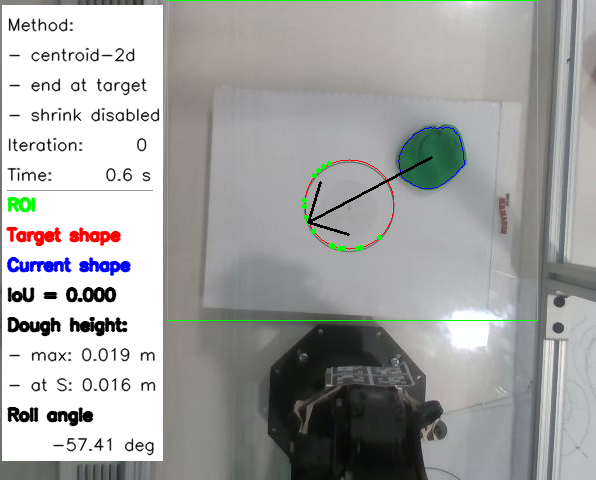 Method:
- centroid-2d
- end at target
- shrink disabled
Iteration: 0
Time: 0.6 s
ROI
Target shape
Current shape
IoU = 0.000
Dough height:
- max: 0.019 m
- at S: 0.016 m
Roll angle
-57.41 deg